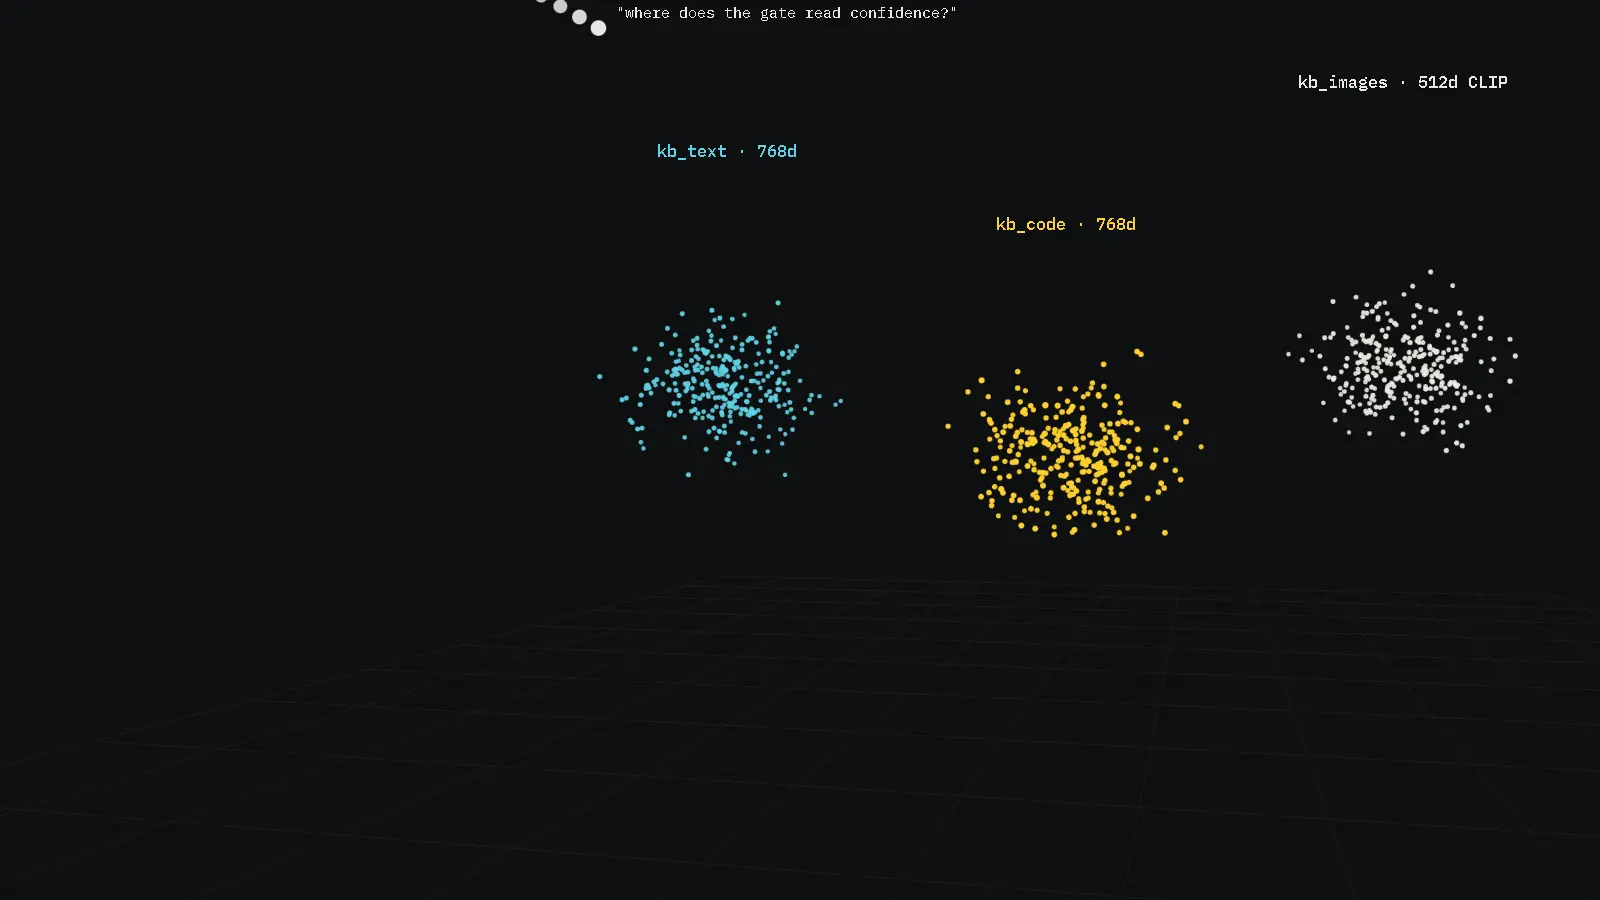 "where does the gate read confidence?"
kb_images · 512d CLIP
kb_text · 768d
kb_code · 768d